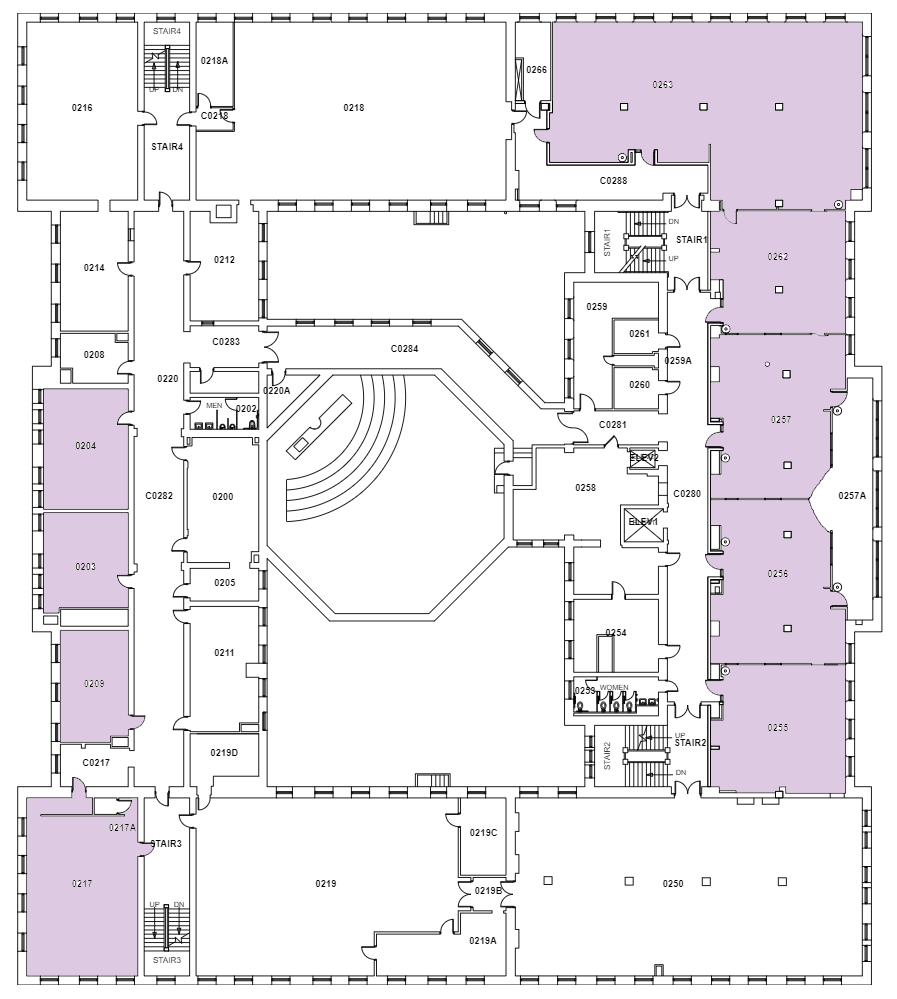 STAIR4
0218A
0266
0263
UP DN
0216
0218
C0218
STAIR4
C0288
DN
STAIR1
STAIR1
0214
0212
UP
0262
0259
C0283
0261
0208
C0284
0259A
0220
0260
0220A
MEN
0202
C0281
0257
0204
ELEV2
C0282
0200
0258
C0280
0257A
ELEV1
0203
0205
0256
0254
0211
0209
0253
WOMEN
UP
0255
STAIR2
STAIR2
0219D
C0217
DN
0217A
STAIR3
0219C
0217
0219
0219B
0250
UP DN
0219A
STAIR3